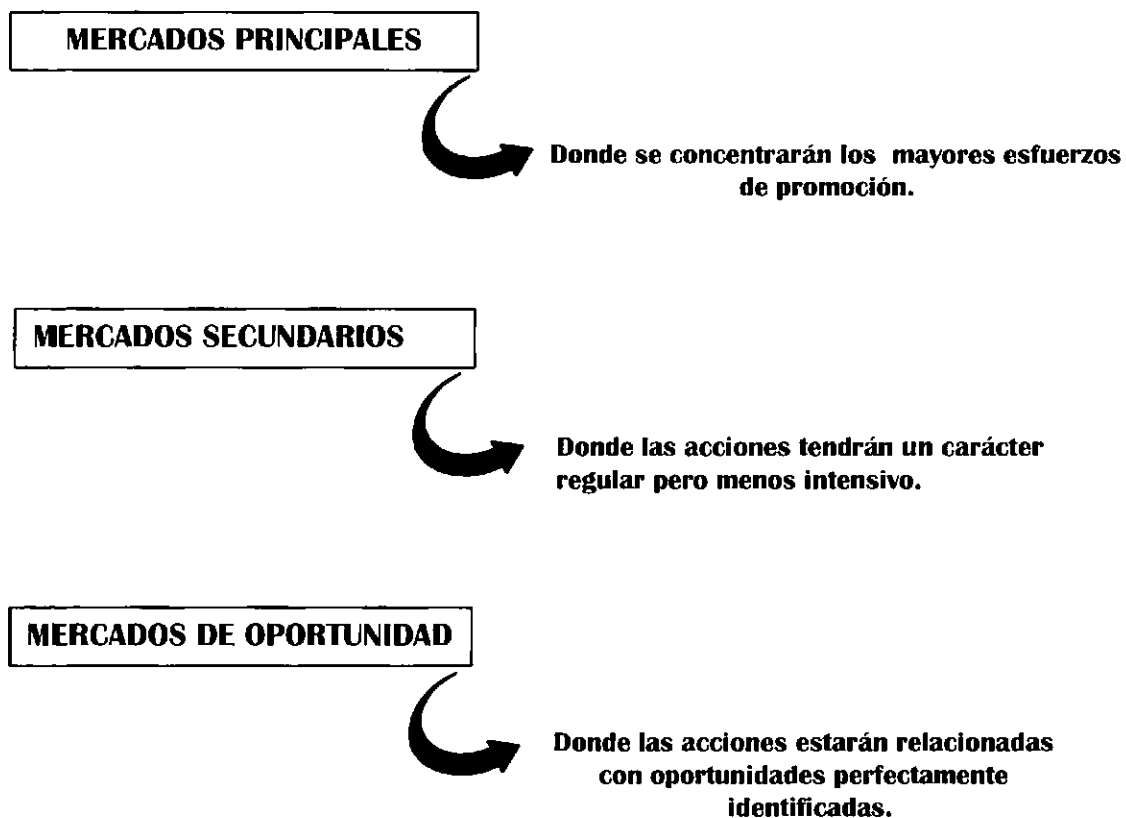 MERCADOS PRINCIPALES
Donde se concentrarán los mayores esfuerzos
de promoción.
MERCADOS SECUNDARIOS
Donde las acciones tendrán un carácter
regular pero menos intensivo.
MERCADOS DE OPORTUNIDAD
Donde las acciones estarán relacionadas
con oportunidades perfectamente
identificadas.